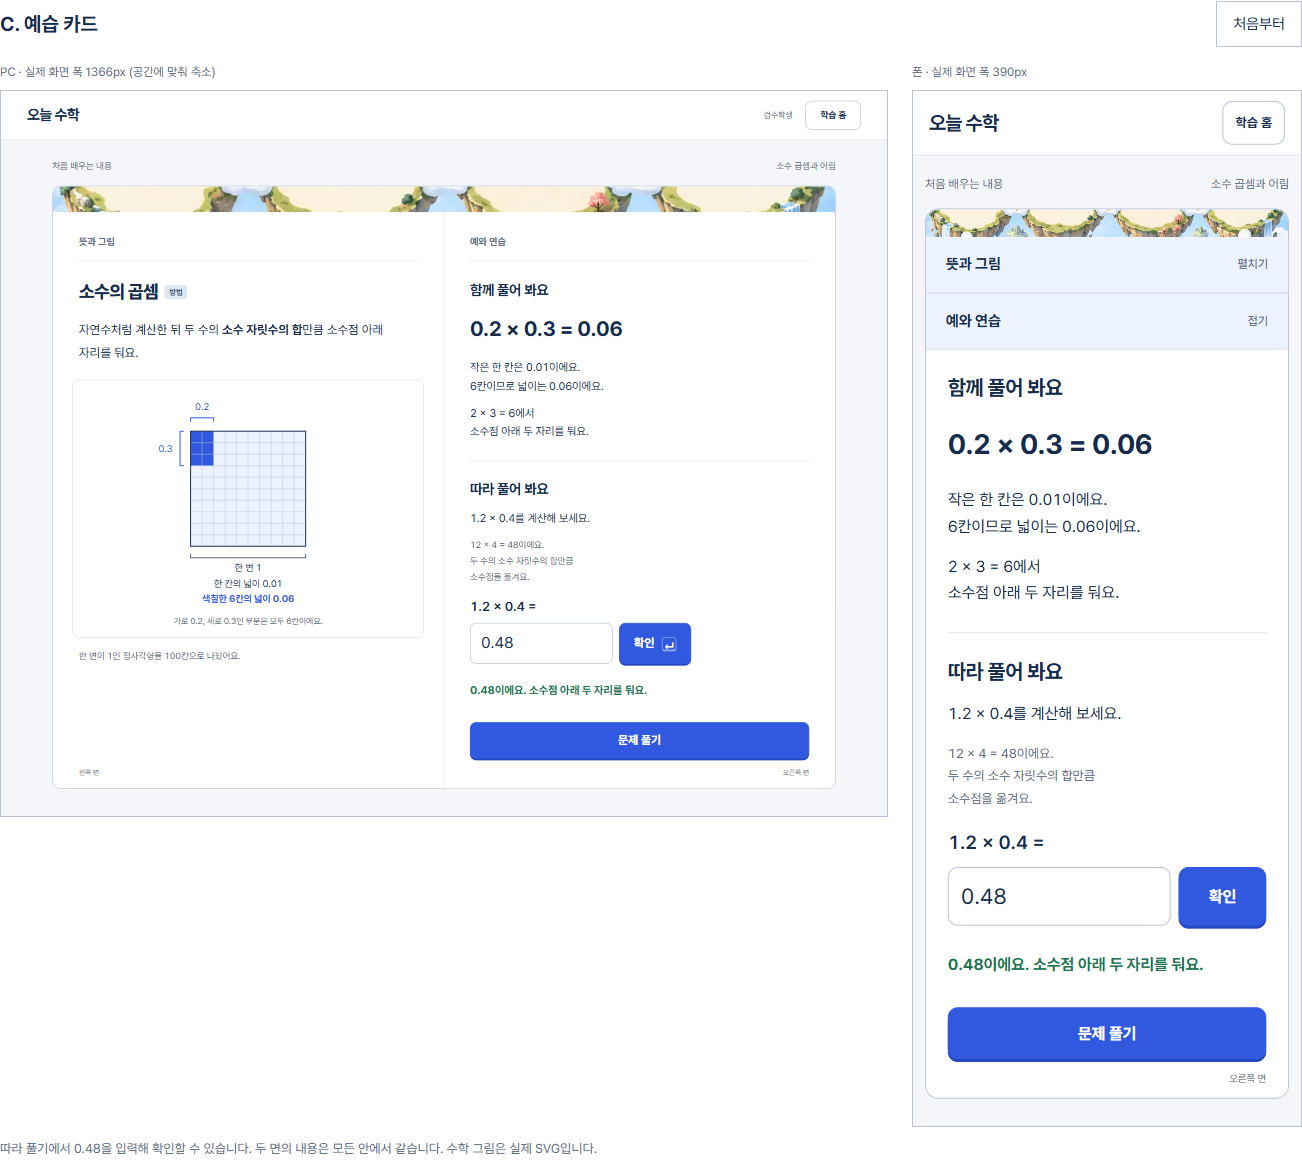 C. 예습 카드
처음부터
PC · 실제 화면 폭 1366px (공간에 맞춰 축소)
오늘 수학
검수학생
학습 홈
처음 배우는 내용
소수 곱셈과 어림
뜻과 그림
소수의 곱셈 방법
자연수처럼 계산한 뒤 두 수의 소수 자릿수의 합만큼 소수점 아래
자리를 둬요.
0.2
0.3
한 변 1
한 칸의 넓이 0.01
색칠한 6칸의 넓이 0.06
가로 0.2, 세로 0.3인 부분은 모두 6칸이에요.
한 변이 1인 정사각형을 100칸으로 나눴어요.
왼쪽 면
예와 연습
함께 풀어 봐요
0.2 × 0.3 = 0.06
작은 한 칸은 0.01이에요.
6칸이므로 넓이는 0.06이에요.
2 × 3 = 6에서
소수점 아래 두 자리를 둬요.
따라 풀어 봐요
1.2 × 0.4를 계산해 보세요.
12 × 4 = 48이에요.
두 수의 소수 자릿수의 합만큼
소수점을 옮겨요.
1.2 × 0.4 =
0.48
확인
0.48이에요. 소수점 아래 두 자리를 둬요.
문제 풀기
오른쪽 면
폰 · 실제 화면 폭 390px
오늘 수학
학습 홈
처음 배우는 내용
소수 곱셈과 어림
뜻과 그림
펼치기
예와 연습
접기
함께 풀어 봐요
0.2 × 0.3 = 0.06
작은 한 칸은 0.01이에요.
6칸이므로 넓이는 0.06이에요.
2 × 3 = 6에서
소수점 아래 두 자리를 둬요.
따라 풀어 봐요
1.2 × 0.4를 계산해 보세요.
12 × 4 = 48이에요.
두 수의 소수 자릿수의 합만큼
소수점을 옮겨요.
1.2 × 0.4 =
0.48
확인
0.48이에요. 소수점 아래 두 자리를 둬요.
문제 풀기
오른쪽 면
따라 풀기에서 0.48을 입력해 확인할 수 있습니다. 두 면의 내용은 모든 안에서 같습니다. 수학 그림은 실제 SVG입니다.